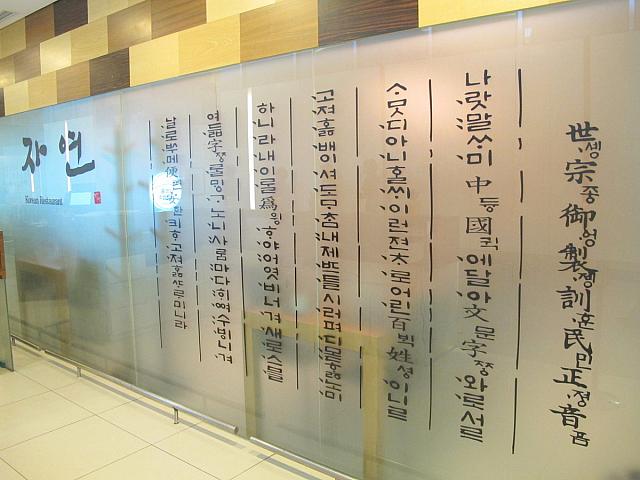 世솅宗중御엉製졩訓훈民민正졍音흠
나랏말ᄊᆞ미中듕國귁에달아文문字ᄍᆞᆼ와로서르
ᄉᆞᄆᆞᆺ디아니ᄒᆞᆯᄊᆡ이런젼ᄎᆞ로어린百ᄇᆡᆨ姓셩이니르
고져호ᇙ배이셔도ᄆᆞᄎᆞᆷ내제ᄠᅳ들시러펴디몯ᄒᆞᇙ노미
하니라내이ᄅᆞᆯ爲윙ᄒᆞ야어엿비너겨새로스믈
여듧字ᄍᆞᆼᄅᆞᆯᄆᆡᇰᄀᆞ노니사ᄅᆞᆷ마다ᄒᆡ여수ᄫᅵ니겨
날로ᄡᅮ메便뼌安ᅙᅡᆫ킈ᄒᆞ고져ᄒᆞᇙᄯᆞᄅᆞ미니라
자연
Korean Restaurant